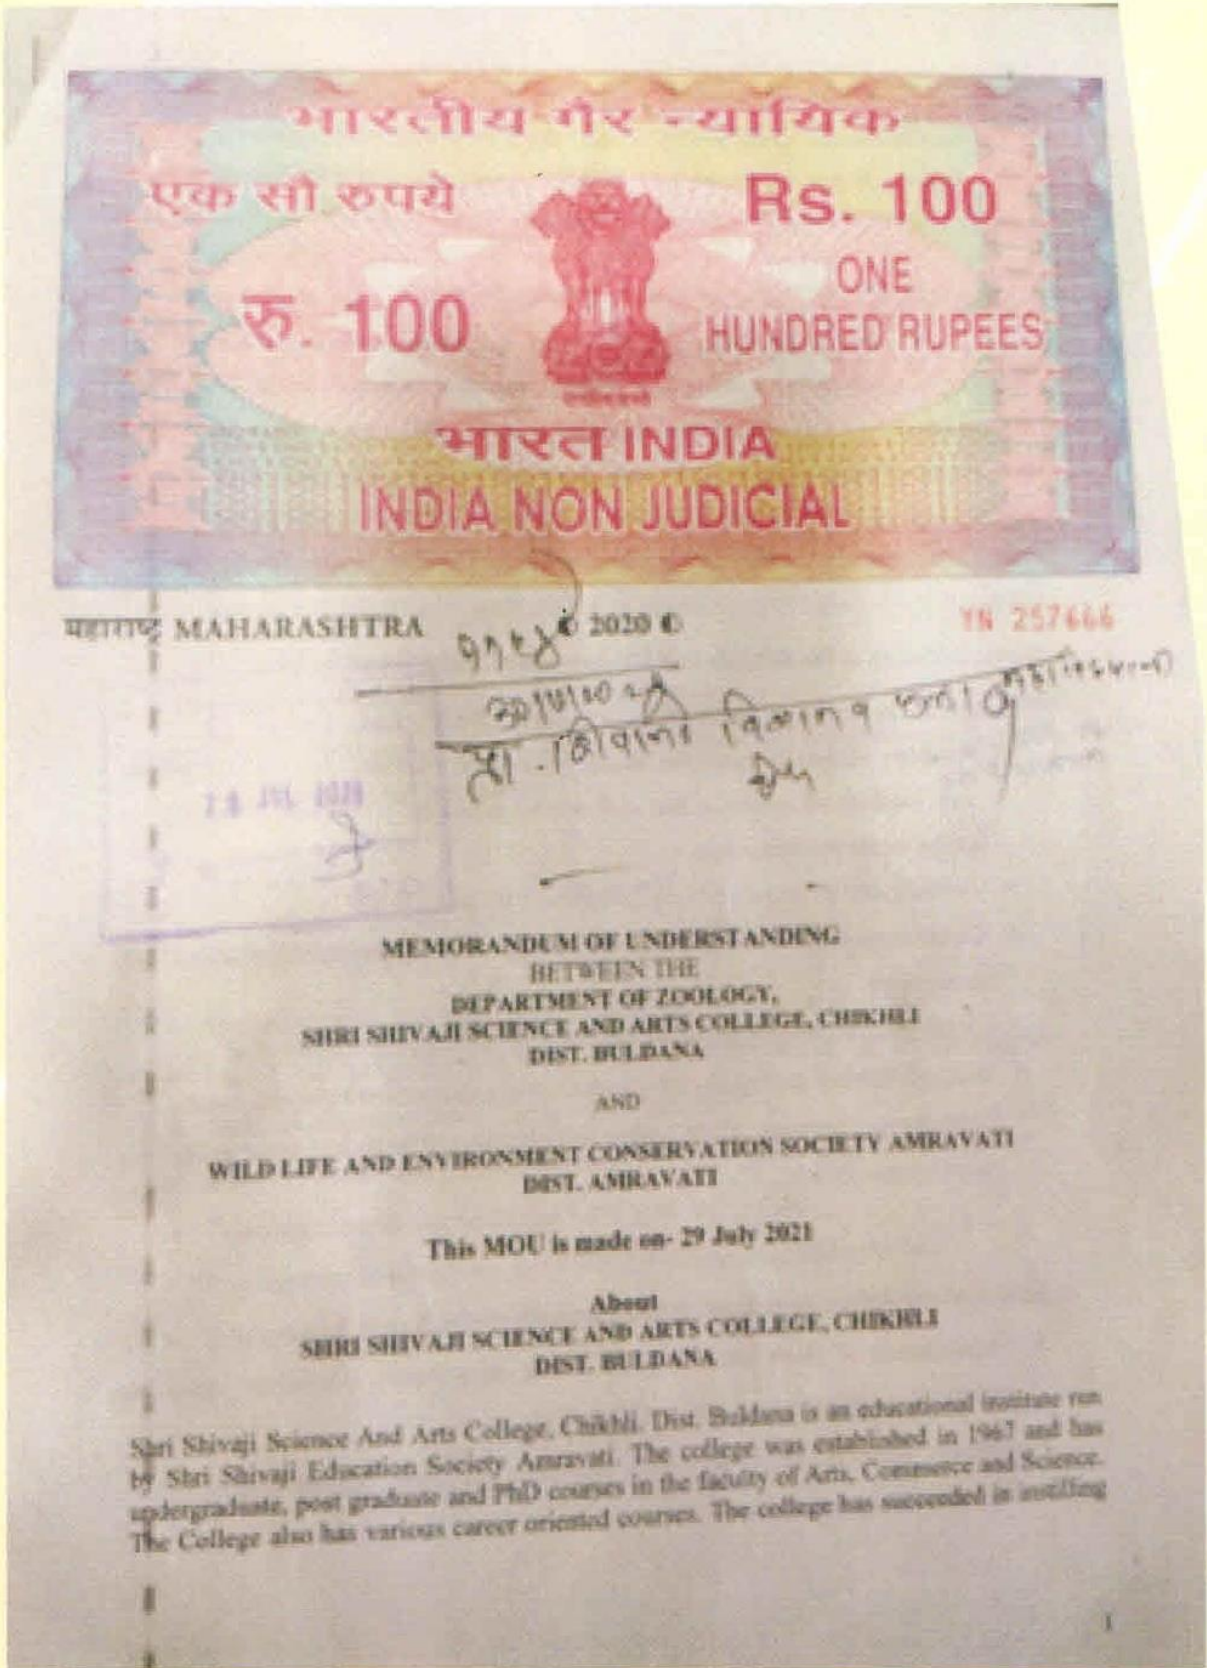 भारतीय गैर न्यायिक
एक सौ रुपये
Rs. 100
रु. 100
ONE
HUNDRED RUPEES
भारत INDIA
INDIA NON JUDICIAL
महाराष्ट्र MAHARASHTRA
2020
YN 257666
JUL
MEMORANDUM OF UNDERSTANDING
BETWEEN THE
DEPARTMENT OF ZOOLOGY,
SHRI SHIVAJI SCIENCE AND ARTS COLLEGE, CHIKHLI
DIST. BULDANA
AND
WILD LIFE AND ENVIRONMENT CONSERVATION SOCIETY AMRAVATI
DIST. AMRAVATI
This MOU is made on- 29 July 2021
About
SHRI SHIVAJI SCIENCE AND ARTS COLLEGE, CHIKHLI
DIST. BULDANA
Shri Shivaji Science And Arts College, Chikhli. Dist. Buldana is an educational institute run
by Shri Shivaji Education Society Amravati. The college was established in 1967 and has
undergraduate, post graduate and PhD courses in the faculty of Arts, Commerce and Science.
The College also has various career oriented courses. The college has succeeded in instilling
1